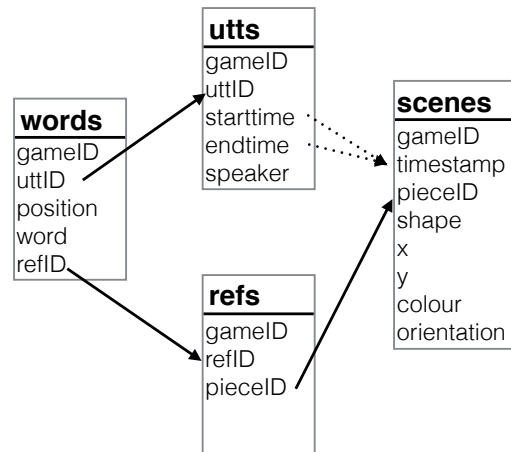 words
gameID
uttID
position
word
refID
utts
gameID
uttID
starttime
endtime
speaker
refs
gameID
refID
pieceID
scenes
gameID
timestamp
pieceID
shape
x
y
colour
orientation